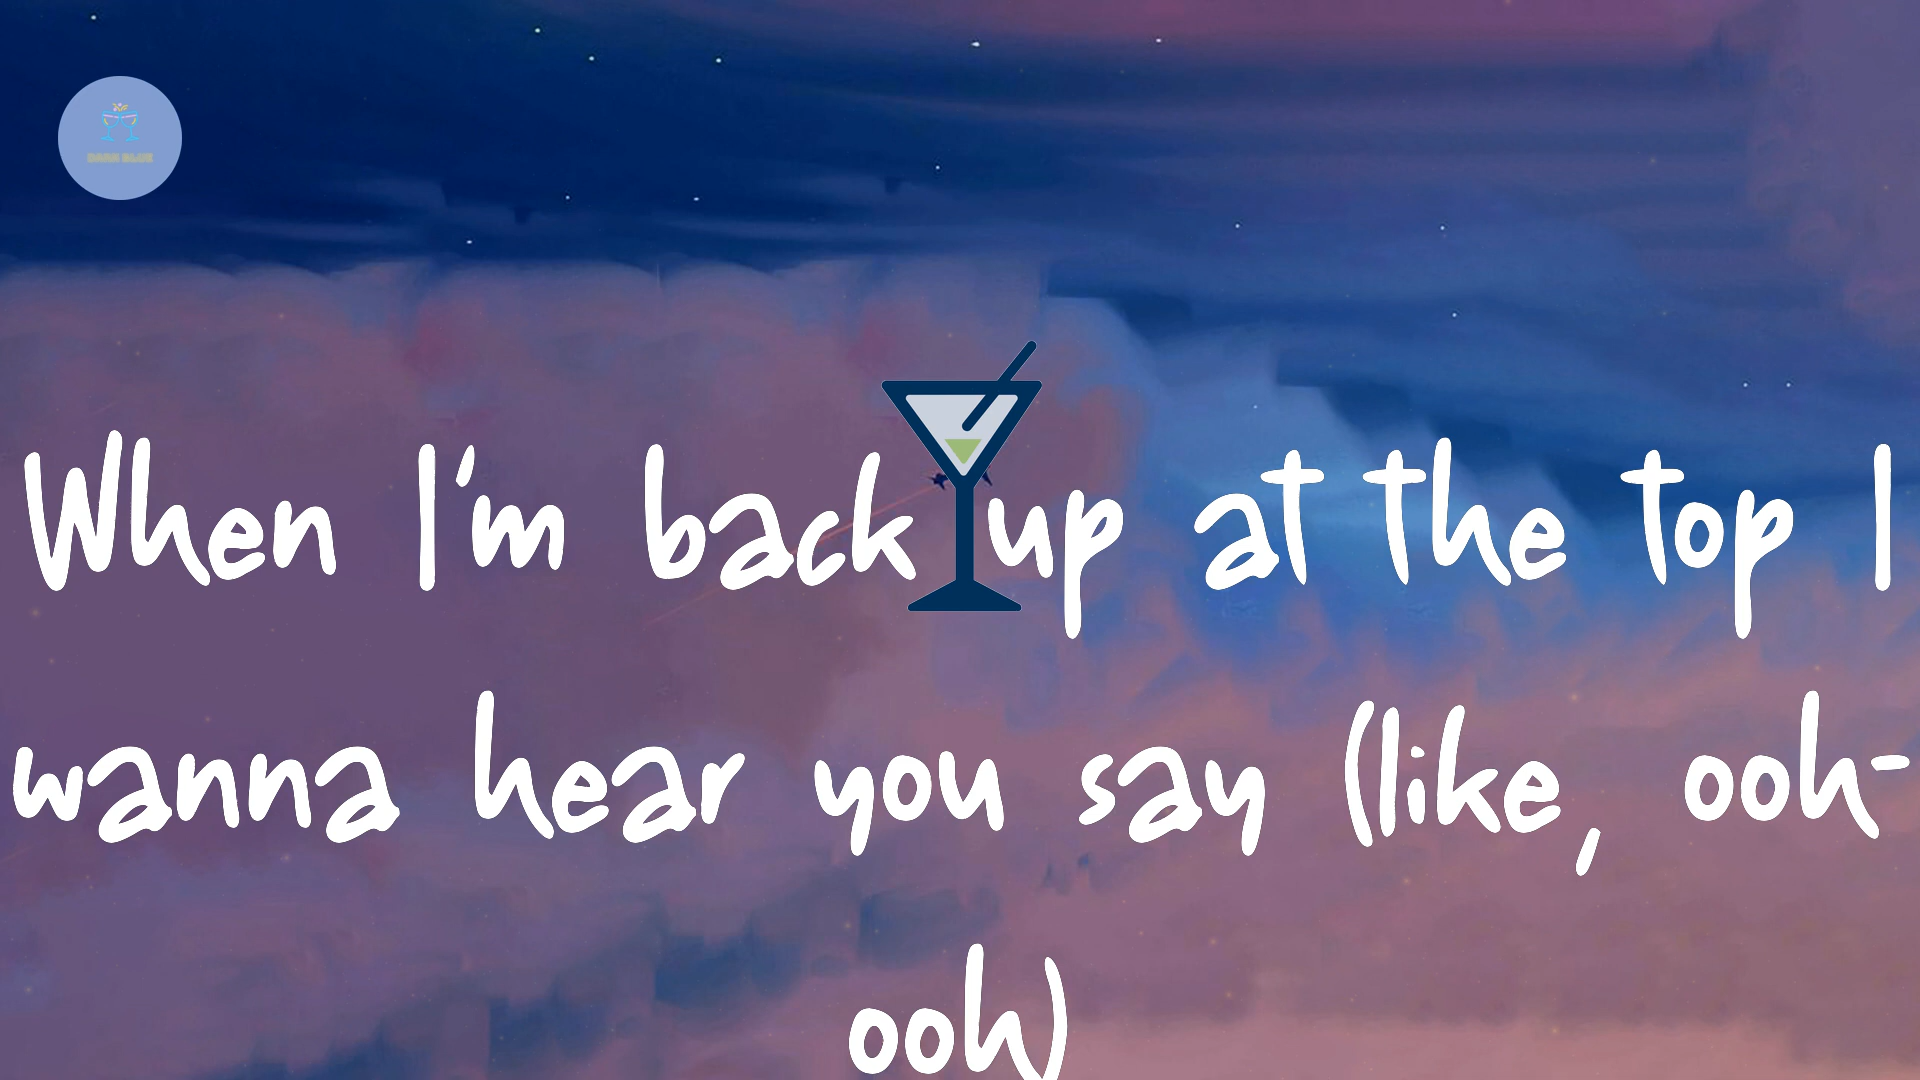 When I'm back up at the top I
wanna hear you say (like, ooh-
ooh)